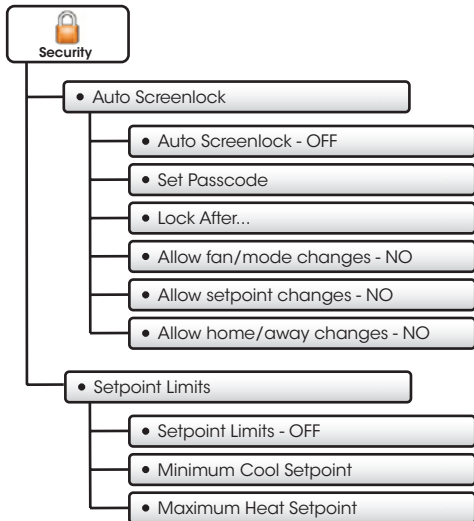 Security
• Auto Screenlock
• Auto Screenlock - OFF
• Set Passcode
• Lock After...
• Allow fan/mode changes - NO
• Allow setpoint changes - NO
• Allow home/away changes - NO
• Setpoint Limits
• Setpoint Limits - OFF
• Minimum Cool Setpoint
• Maximum Heat Setpoint